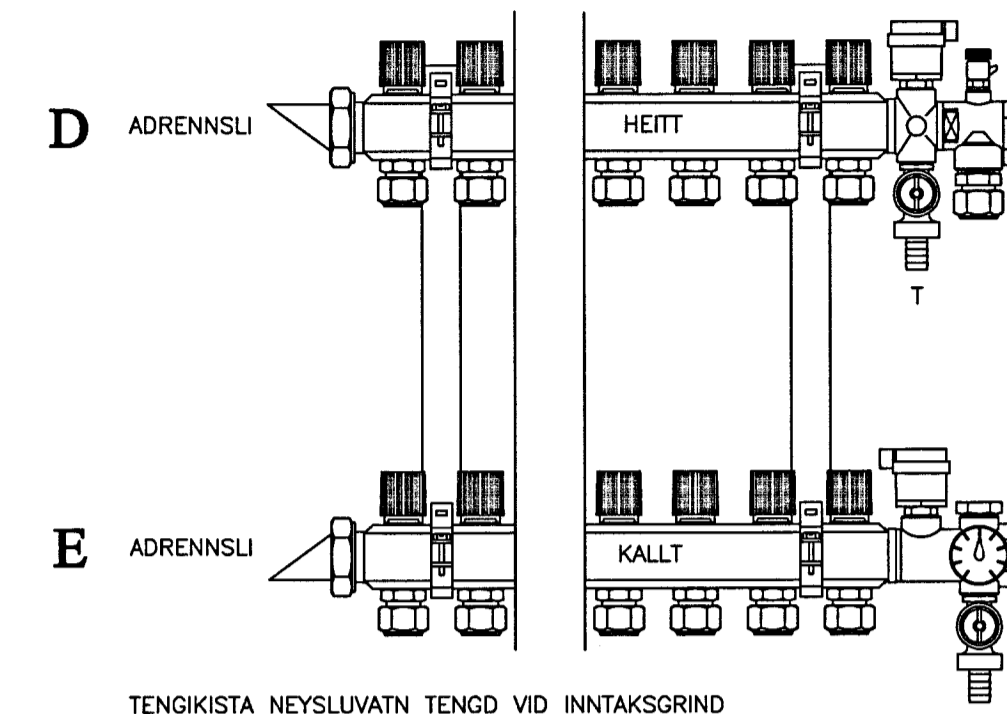 D ADRENNSLI HEITT
T
E ADRENNSLI KALLT
TENGIKISTA NEYSLUVATN TENGD VID INNTAKSGRIND